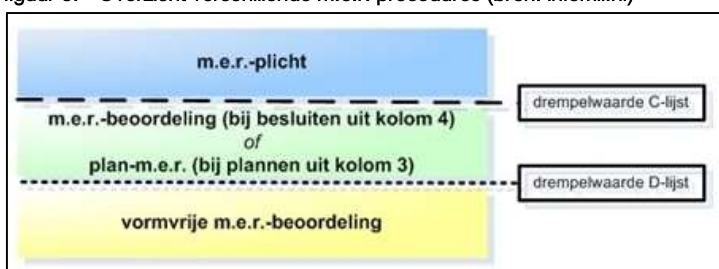 m.e.r.-plicht
drempelwaarde C-lijst
m.e.r.-beoordeling (bij besluiten uit kolom 4)
of
plan-m.e.r. (bij plannen uit kolom 3)
drempelwaarde D-lijst
vormvrije m.e.r.-beoordeling